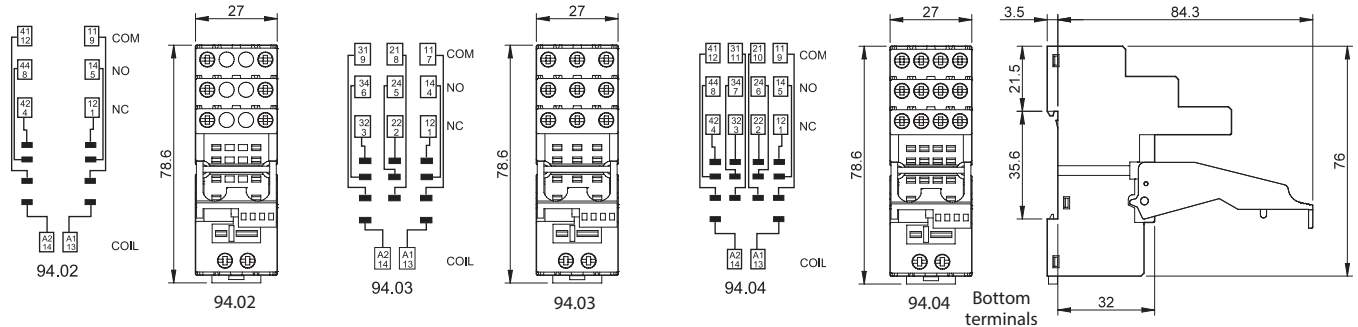 41 11
12 9 COM
44 14
8 5 NO
42 12
4 1 NC
A2 A1
14 13 COIL
94.02
27
78.6
94.02
31 21 11
9 8 7 COM
34 24 14
6 5 4 NO
32 22 12
3 2 1 NC
A2 A1
14 13 COIL
94.03
27
78.6
94.03
41 31 21 11
12 11 10 9 COM
44 34 24 14
8 7 6 5 NO
42 32 22 12
4 3 2 1 NC
A2 A1
14 13 COIL
94.04
27
78.6
94.04
3.5 84.3
21.5
35.6
76
32
Bottom
terminals